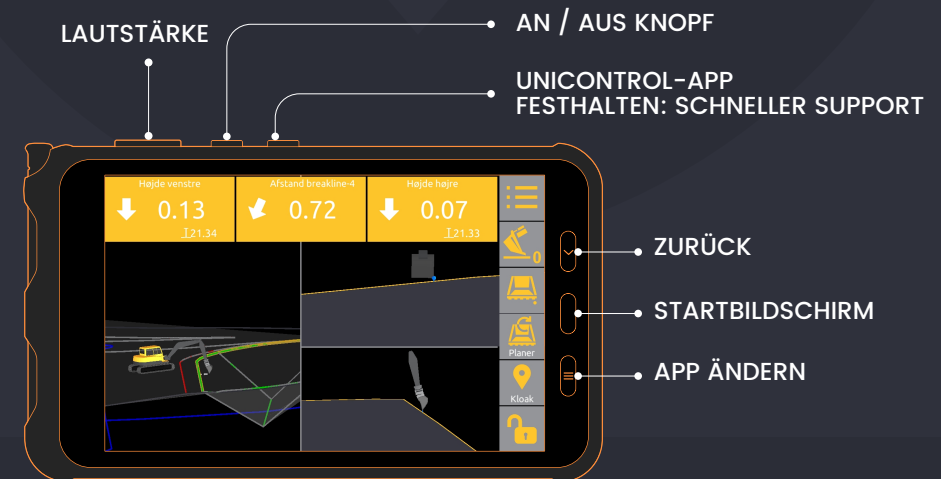 LAUTSTÄRKE
AN / AUS KNOPF
UNICONTROL-APP
FESTHALTEN: SCHNELLER SUPPORT
Højde venstre
0.13
21.34
Afstand breakline-4
0.72
Højde højre
0.07
21.33
0
Planer
Kloak
ZURÜCK
STARTBILDSCHIRM
APP ÄNDERN